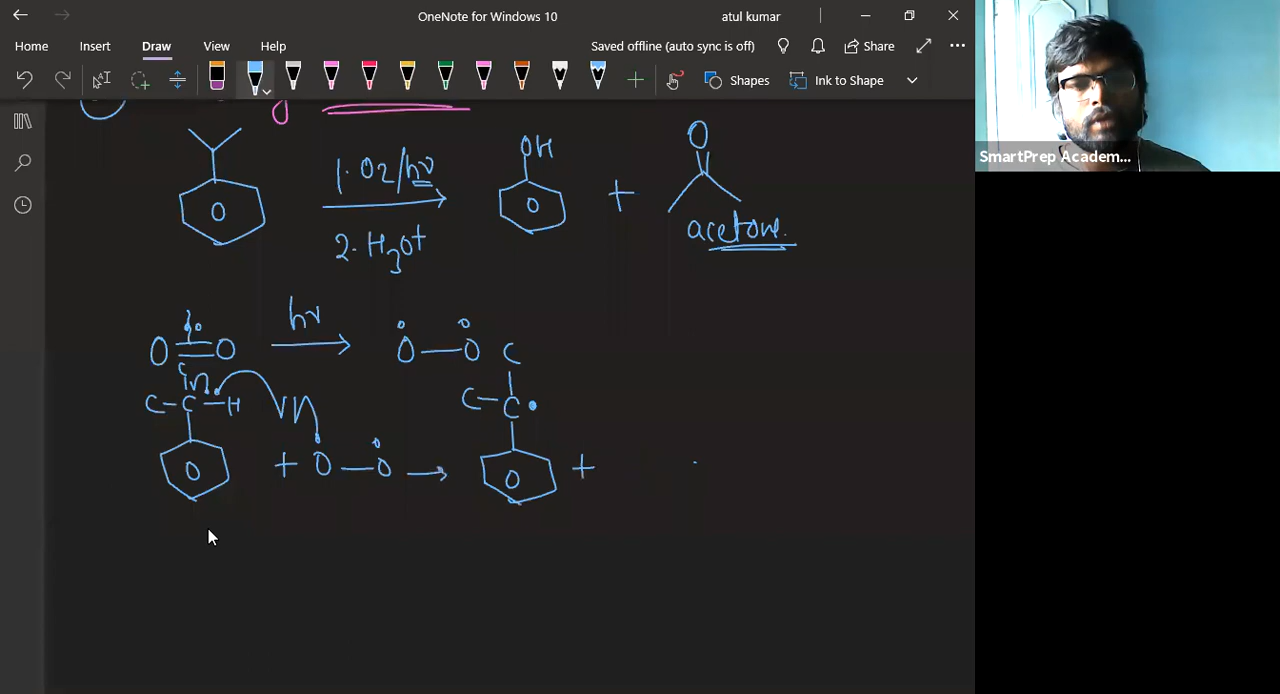 OneNote for Windows 10
atul kumar
Home Insert Draw View Help
Saved offline (auto sync is off)
Share
Shapes
Ink to Shape
SmartPrep Academ...
1. O2/hν
2. H3O+
OH
+
O
acetone.
O=O
hν
O—O
C
C–C–H
+ O—O
C
C–C•
+